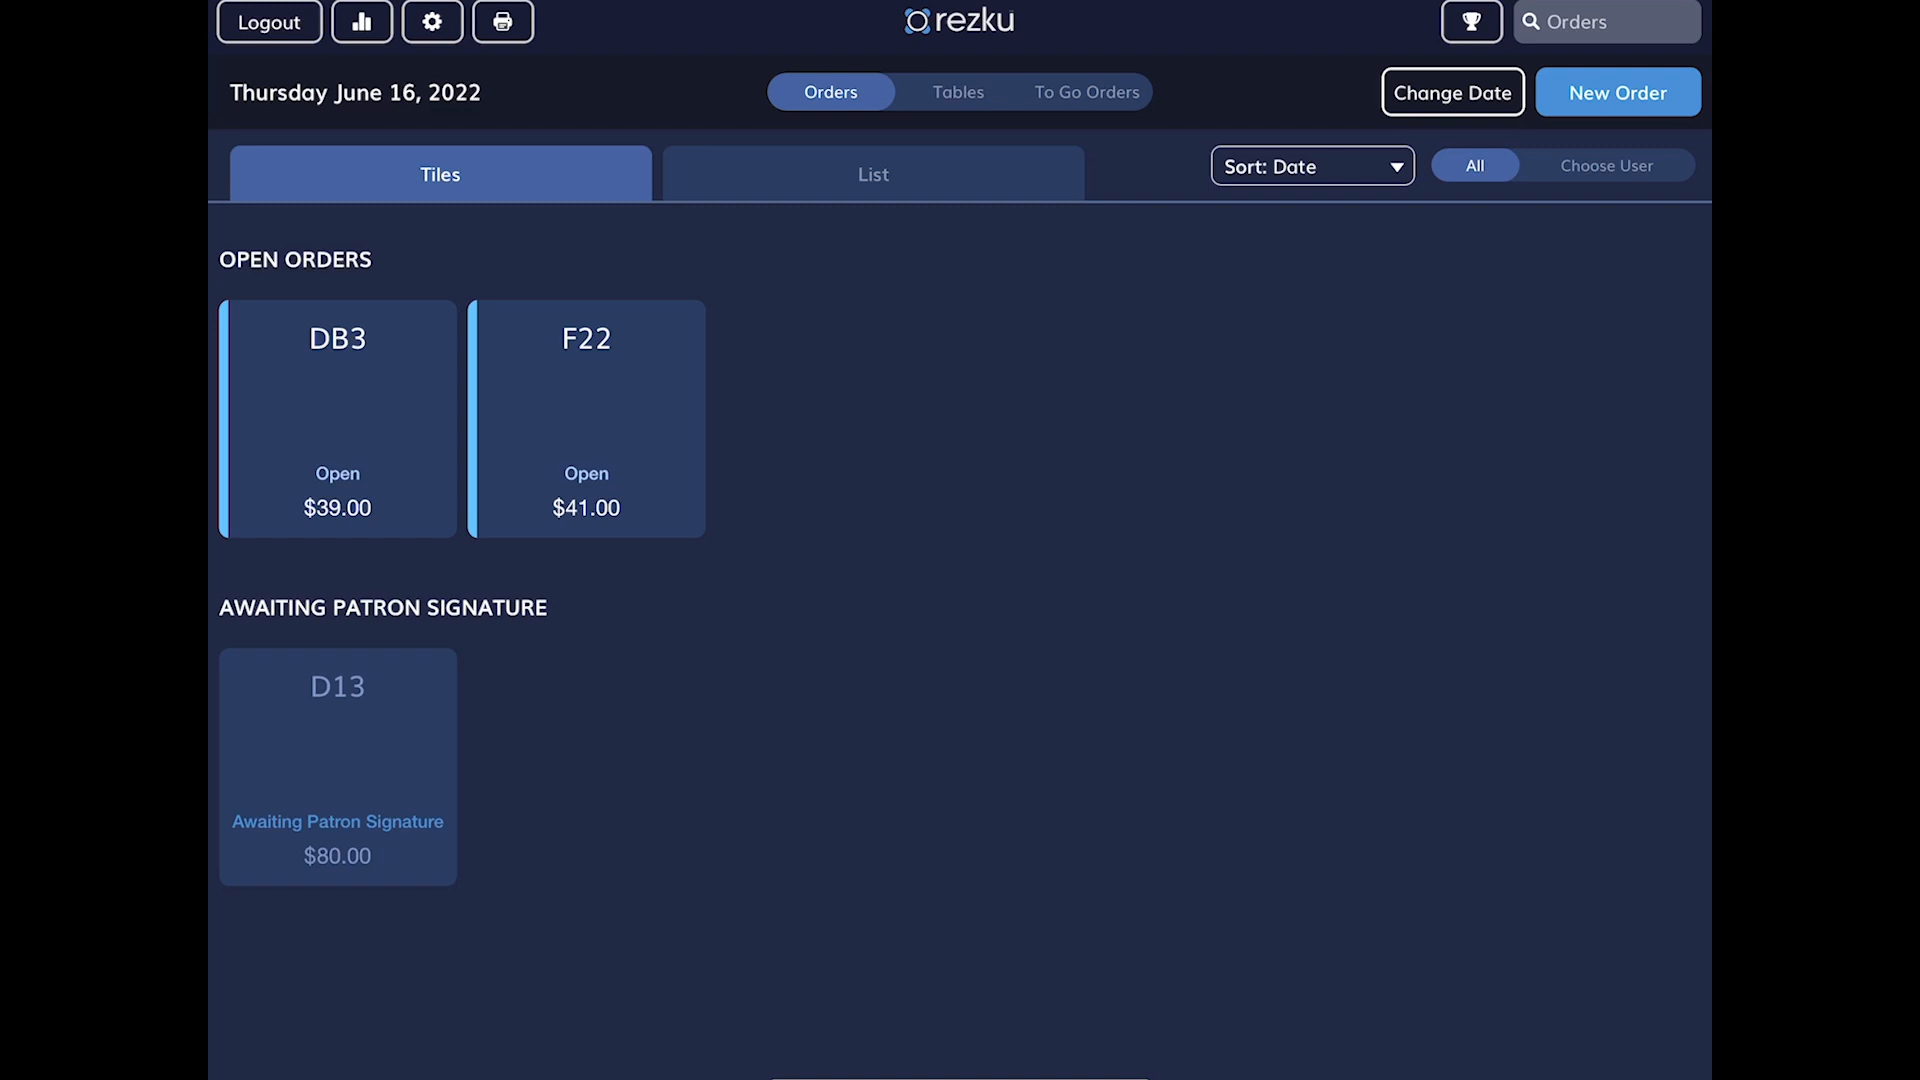 Logout
rezku
Orders
Thursday June 16, 2022
Orders
Tables
To Go Orders
Change Date
New Order
Tiles
List
Sort: Date
All
Choose User
OPEN ORDERS
DB3
F22
Open
Open
$39.00
$41.00
AWAITING PATRON SIGNATURE
D13
Awaiting Patron Signature
$80.00